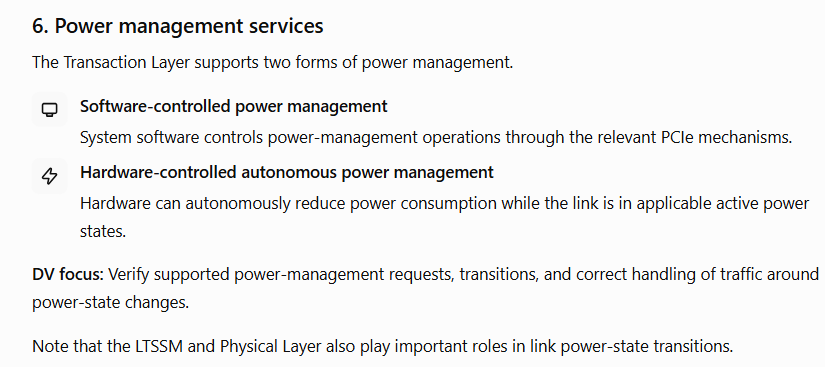 6. Power management services
The Transaction Layer supports two forms of power management.
Software-controlled power management
System software controls power-management operations through the relevant PCIe mechanisms.
Hardware-controlled autonomous power management
Hardware can autonomously reduce power consumption while the link is in applicable active power
states.
DV focus: Verify supported power-management requests, transitions, and correct handling of traffic around
power-state changes.
Note that the LTSSM and Physical Layer also play important roles in link power-state transitions.